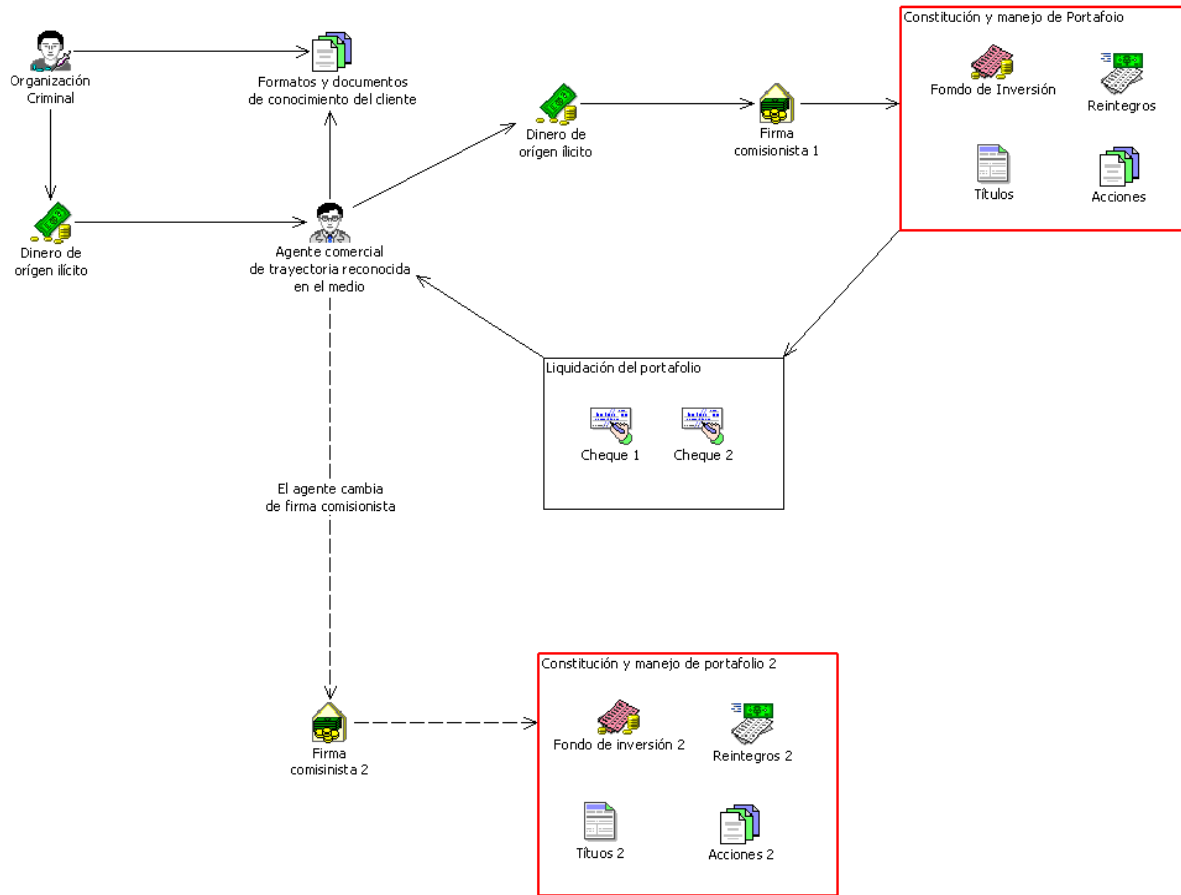 Organización
Criminal
Formatos y documentos
de conocimiento del cliente
Dinero de
orígen ilícito
Firma
comisionista 1
Constitución y manejo de Portafoio
Fomdo de Inversión
Reintegros
Títulos
Acciones
Dinero de
orígen ilícito
Agente comercial
de trayectoria reconocida
en el medio
Liquidación del portafolio
Cheque 1
Cheque 2
El agente cambia
de firma comisionista
Firma
comisinista 2
Constitución y manejo de portafolio 2
Fondo de inversión 2
Reintegros 2
Títuos 2
Acciones 2